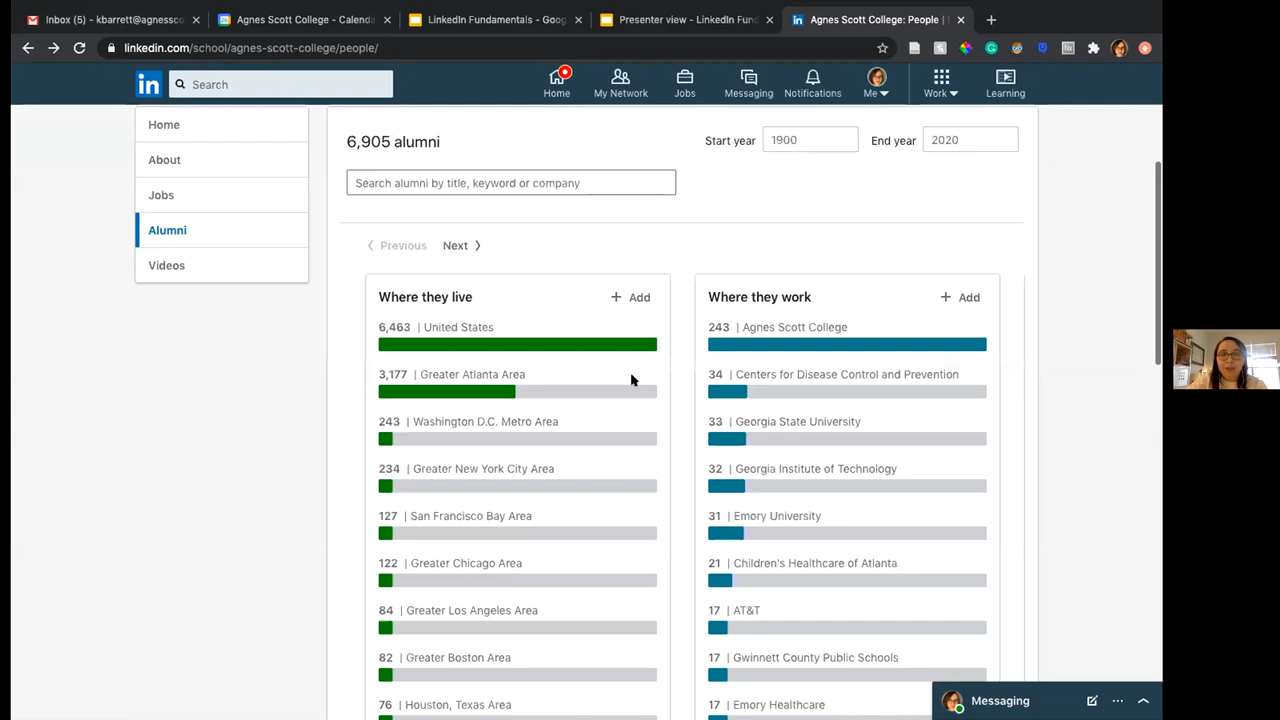 Inbox (5) - kbarrett@agnessco
Agnes Scott College - Calenda
LinkedIn Fundamentals - Goog
Presenter view - LinkedIn Fun
Agnes Scott College: People |
linkedin.com/school/agnes-scott-college/people/
in
Search
Home
My Network
Jobs
Messaging
Notifications
Me
Work
Learning
Home
About
Jobs
Alumni
Videos
6,905 alumni
Start year 1900 End year 2020
Search alumni by title, keyword or company
Previous Next
Where they live + Add
6,463 | United States
3,177 | Greater Atlanta Area
243 | Washington D.C. Metro Area
234 | Greater New York City Area
127 | San Francisco Bay Area
122 | Greater Chicago Area
84 | Greater Los Angeles Area
82 | Greater Boston Area
76 | Houston, Texas Area
Where they work + Add
243 | Agnes Scott College
34 | Centers for Disease Control and Prevention
33 | Georgia State University
32 | Georgia Institute of Technology
31 | Emory University
21 | Children's Healthcare of Atlanta
17 | AT&T
17 | Gwinnett County Public Schools
17 | Emory Healthcare
Messaging